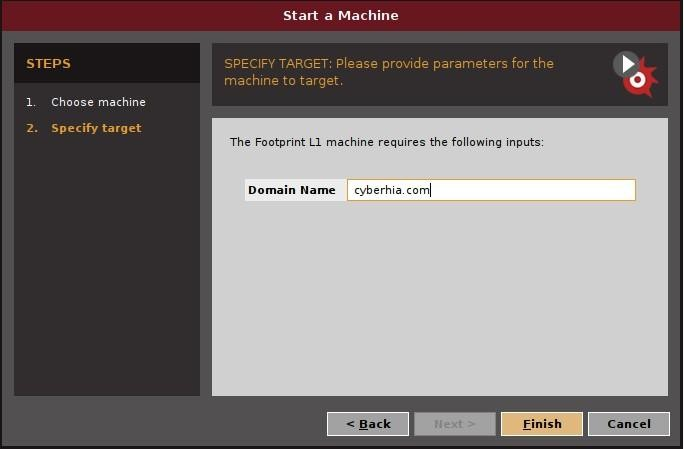 Start a Machine
STEPS
1. Choose machine
2. Specify target
SPECIFY TARGET: Please provide parameters for the
machine to target.
The Footprint L1 machine requires the following inputs:
Domain Name cyberhia.com
< Back Next > Finish Cancel